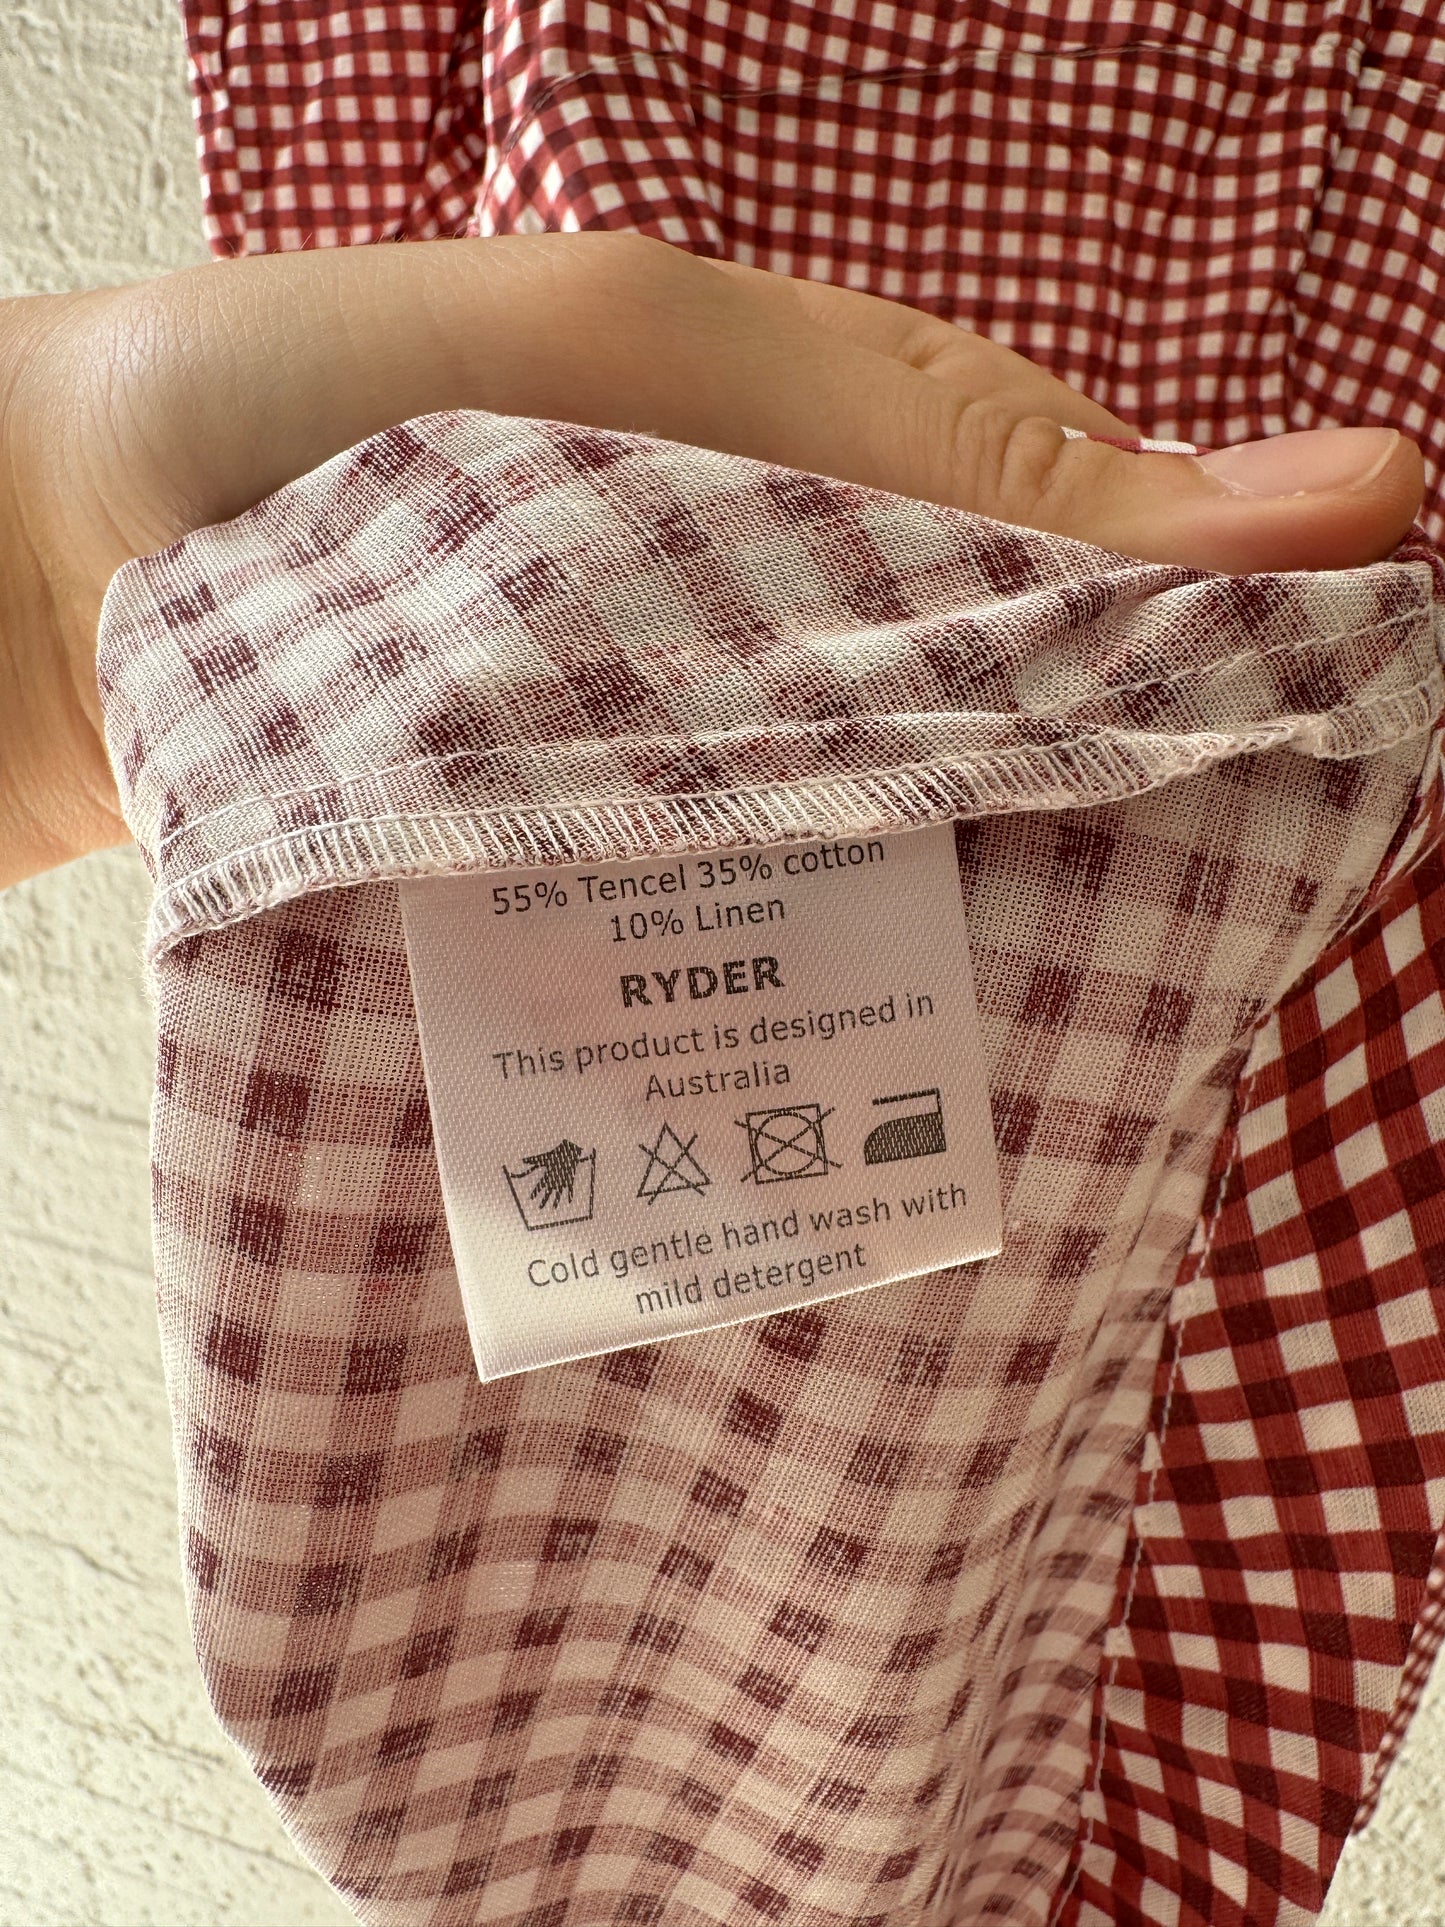 55% Tencel 35% cotton
10% Linen
RYDER
This product is designed in
Australia
Cold gentle hand wash with
mild detergent